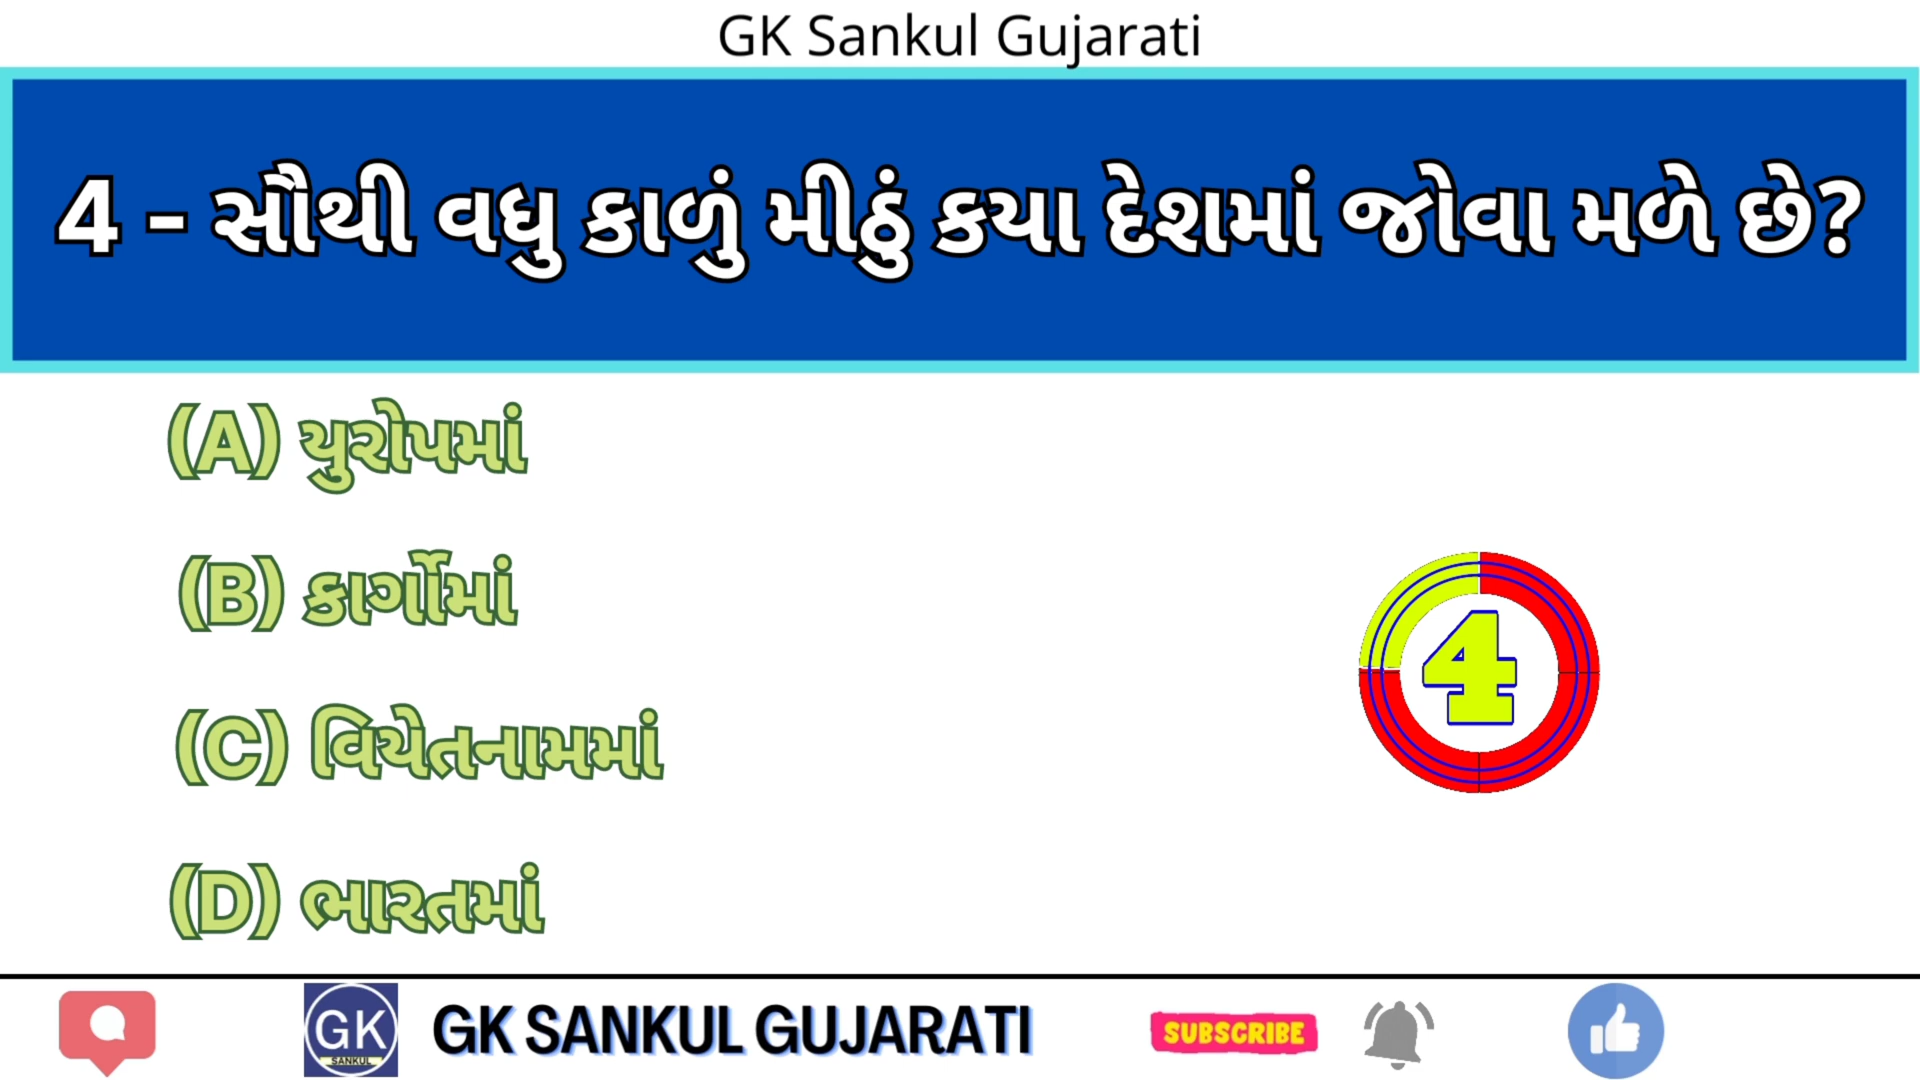 GK Sankul Gujarati
4 - સૌથી વધુ કાળું મીઠું કયા દેશમાં જોવા મળે છે?
(A) યુરોપમાં
(B) કાર્ગોમાં
(C) વિયેતનામમાં
(D) ભારતમાં
4
GK
SANKUL
GK SANKUL GUJARATI
SUBSCRIBE